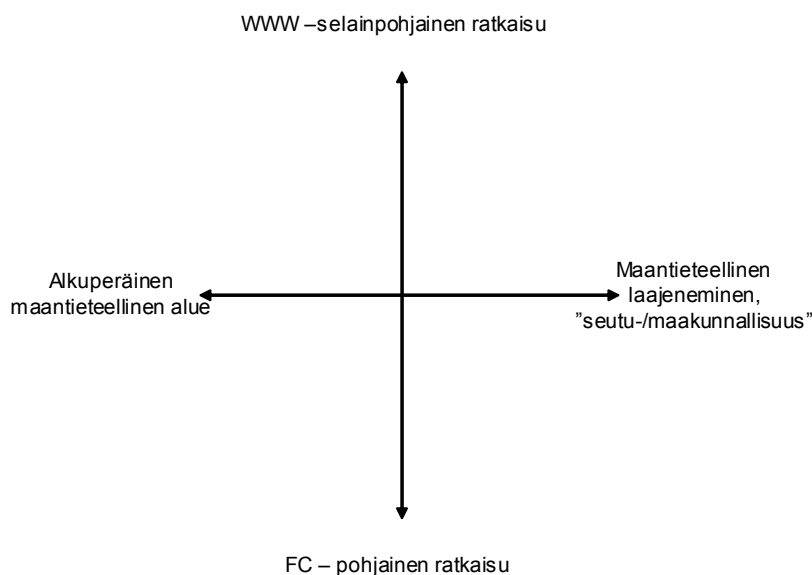 WWW –selainpohjainen ratkaisu
Alkuperäinen
maantieteellinen alue
Maantieteellinen
laajeneminen,
”seutu-/maakunnallisuus”
FC – pohjainen ratkaisu